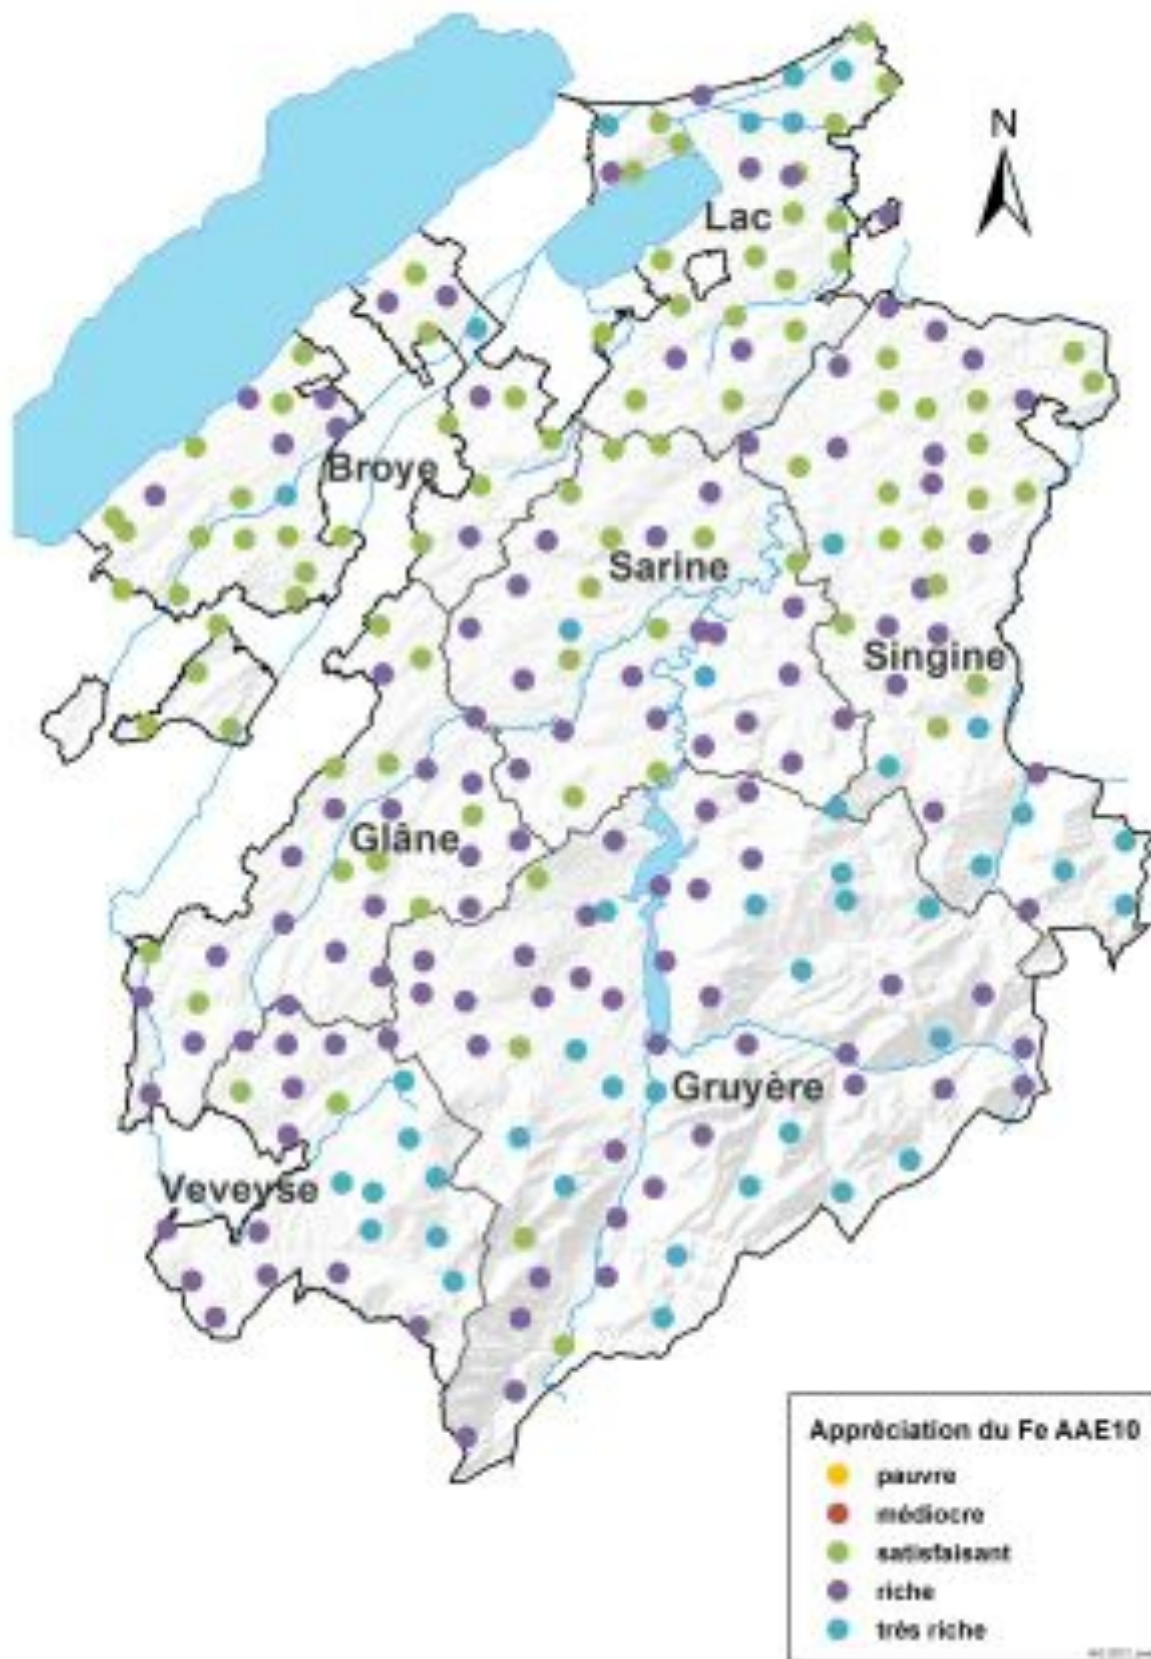 N
Lac
Broye
Sarine
Singine
Glâne
Gruyère
Veveyse
Appréciation du Fe AAE10
pauvre
médiocre
satisfaisant
riche
très riche